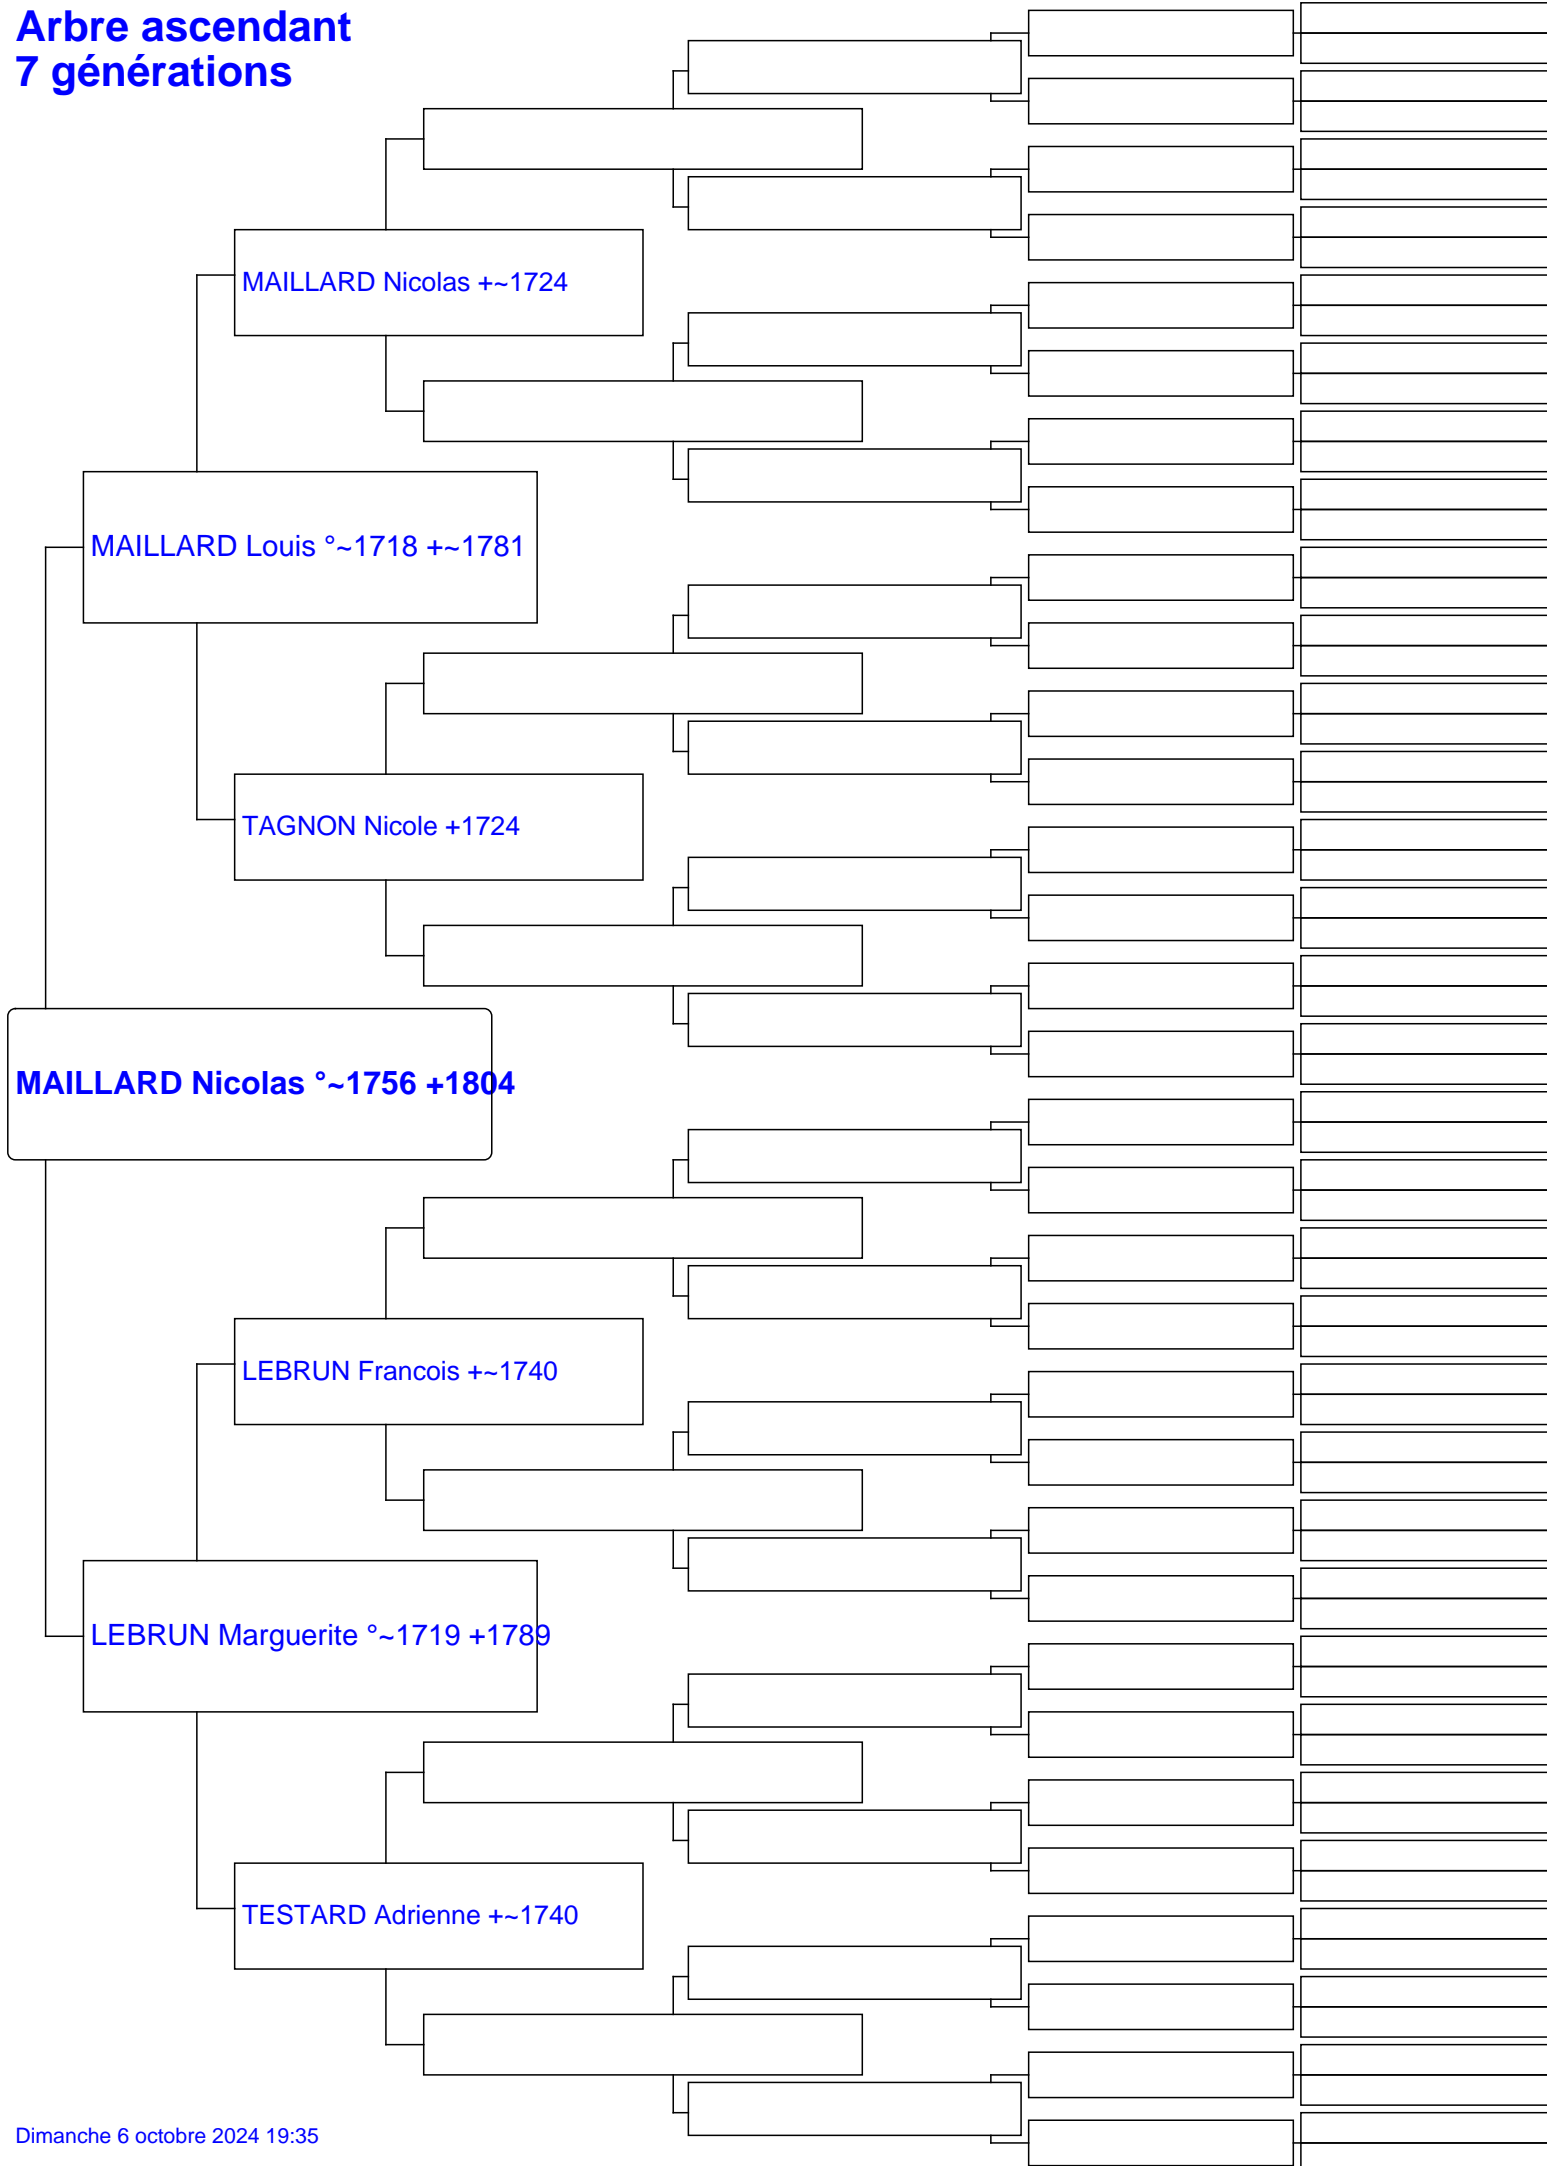 Arbre ascendant
7 générations
MAILLARD Nicolas +~1724
MAILLARD Louis °~1718 +~1781
TAGNON Nicole +1724
MAILLARD Nicolas °~1756 +1804
LEBRUN Francois +~1740
LEBRUN Marguerite °~1719 +1789
TESTARD Adrienne +~1740
Dimanche 6 octobre 2024 19:35